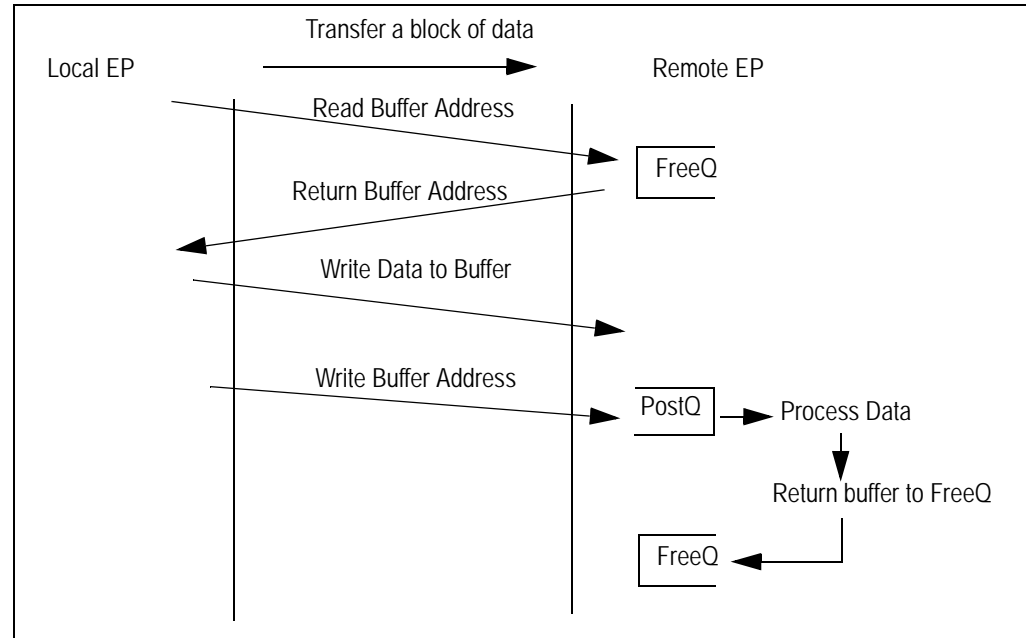 Transfer a block of data
Local EP
Remote EP
Read Buffer Address
FreeQ
Return Buffer Address
Write Data to Buffer
Write Buffer Address
PostQ
Process Data
Return buffer to FreeQ
FreeQ